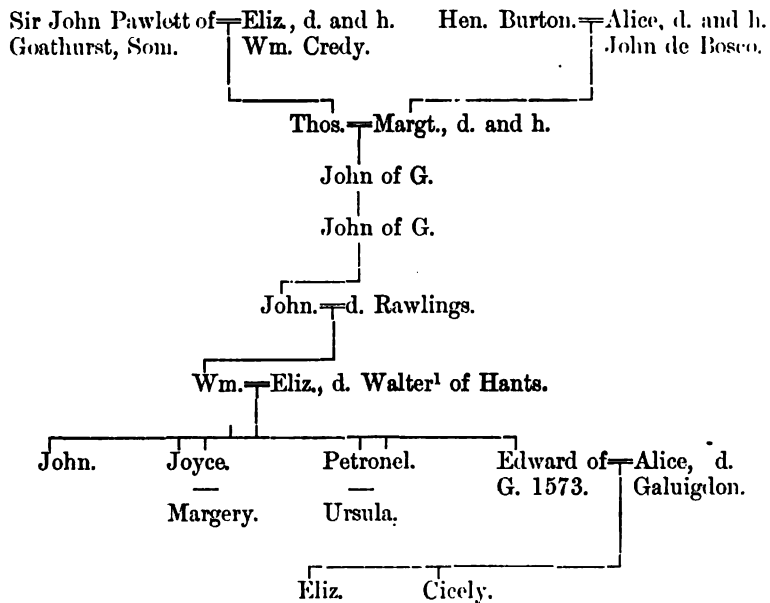 Sir John Pawlett of Eliz., d. and h. Hen. Burton. Alice, d. and h.
Goathurst, Som. Wm. Credy. John de Bosco.
Thos. Margt., d. and h.
John of G.
John of G.
John. d. Rawlings.
Wm. Eliz., d. Walter¹ of Hants.
John. Joyce. Petronel. Edward of Alice, d.
G. 1573. Galuigdon.
Margery. Ursula.
Eliz. Cicely.